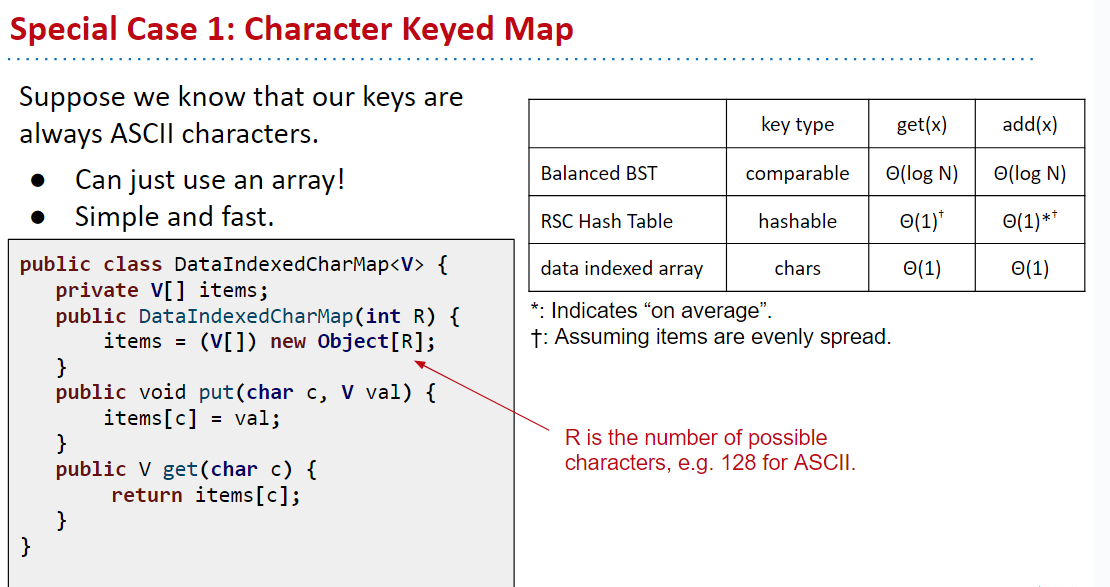 Special Case 1: Character Keyed Map
Suppose we know that our keys are
always ASCII characters.
● Can just use an array!
● Simple and fast.
public class DataIndexedCharMap<V> {
private V[] items;
public DataIndexedCharMap(int R) {
items = (V[]) new Object[R];
}
public void put(char c, V val) {
items[c] = val;
}
public V get(char c) {
return items[c];
}
}
key type get(x) add(x)
Balanced BST comparable Θ(log N) Θ(log N)
RSC Hash Table hashable Θ(1)† Θ(1)*†
data indexed array chars Θ(1) Θ(1)
*: Indicates “on average”.
†: Assuming items are evenly spread.
R is the number of possible
characters, e.g. 128 for ASCII.